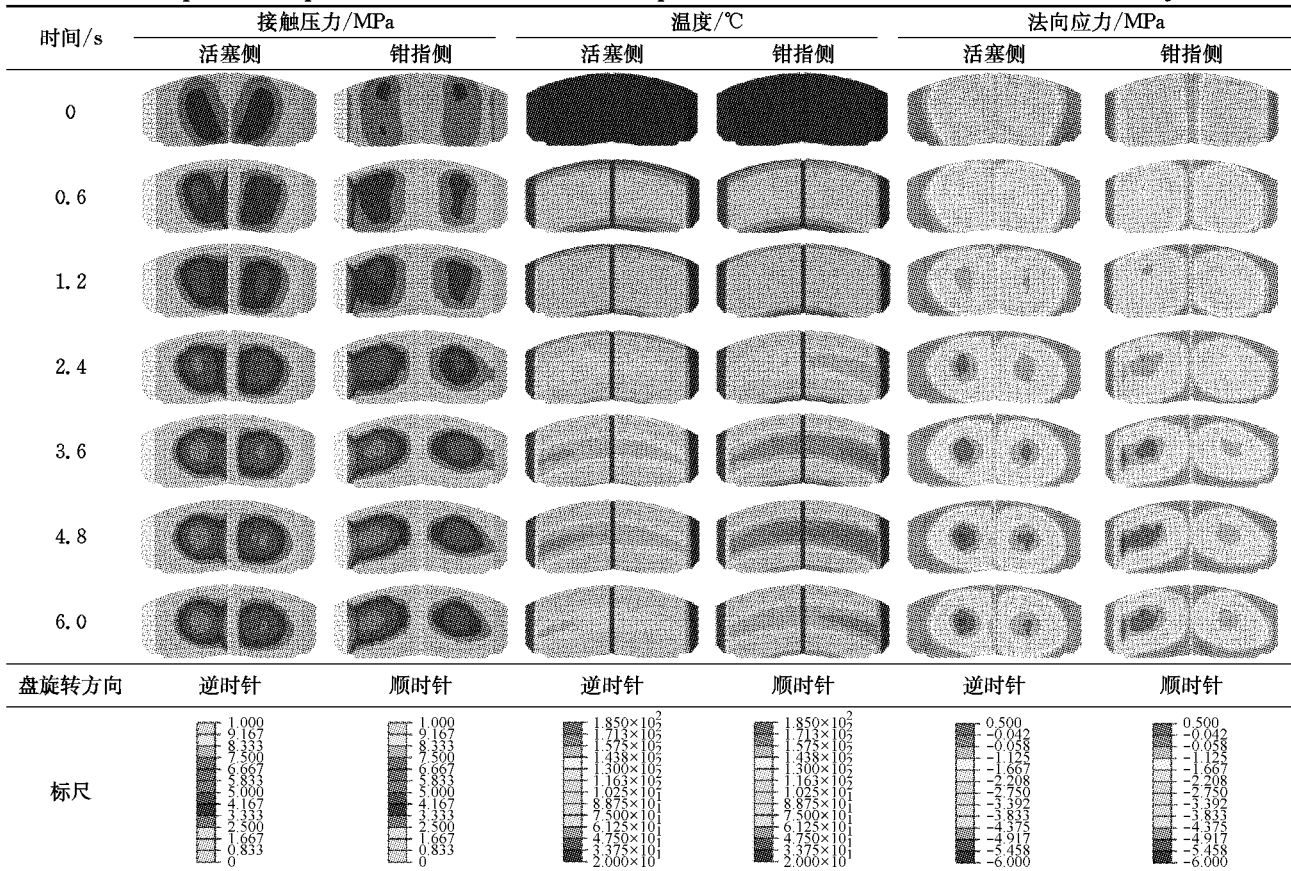 接触压力/MPa 温度/℃ 法向应力/MPa
时间/s
活塞侧 钳指侧 活塞侧 钳指侧 活塞侧 钳指侧
0
0.6
1.2
2.4
3.6
4.8
6.0
盘旋转方向 逆时针 顺时针 逆时针 顺时针 逆时针 顺时针
标尺
1.000 1.000 1.850×10² 1.850×10² 0.500 0.500
9.167 9.167 1.713×10² 1.713×10² -0.042 -0.042
8.333 8.333 1.575×10² 1.575×10² -0.058 -0.058
7.500 7.500 1.438×10² 1.438×10² -1.125 -1.125
6.667 6.667 1.300×10² 1.300×10² -1.667 -1.667
5.833 5.833 1.163×10² 1.163×10² -2.208 -2.208
5.000 5.000 1.025×10² 1.025×10² -2.750 -2.750
4.167 4.167 8.875×10¹ 8.875×10¹ -3.392 -3.392
3.333 3.333 7.500×10¹ 7.500×10¹ -3.833 -3.833
2.500 2.500 6.125×10¹ 6.125×10¹ -4.375 -4.375
1.667 1.667 4.750×10¹ 4.750×10¹ -4.917 -4.917
0.833 0.833 3.375×10¹ 3.375×10¹ -5.458 -5.458
0 0 2.000×10¹ 2.000×10¹ -6.000 -6.000